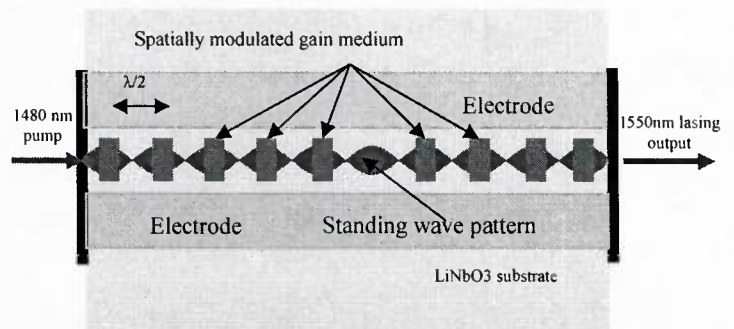 Spatially modulated gain medium
λ/2
Electrode
1480 nm
pump
1550nm lasing
output
Electrode
Standing wave pattern
LiNbO3 substrate